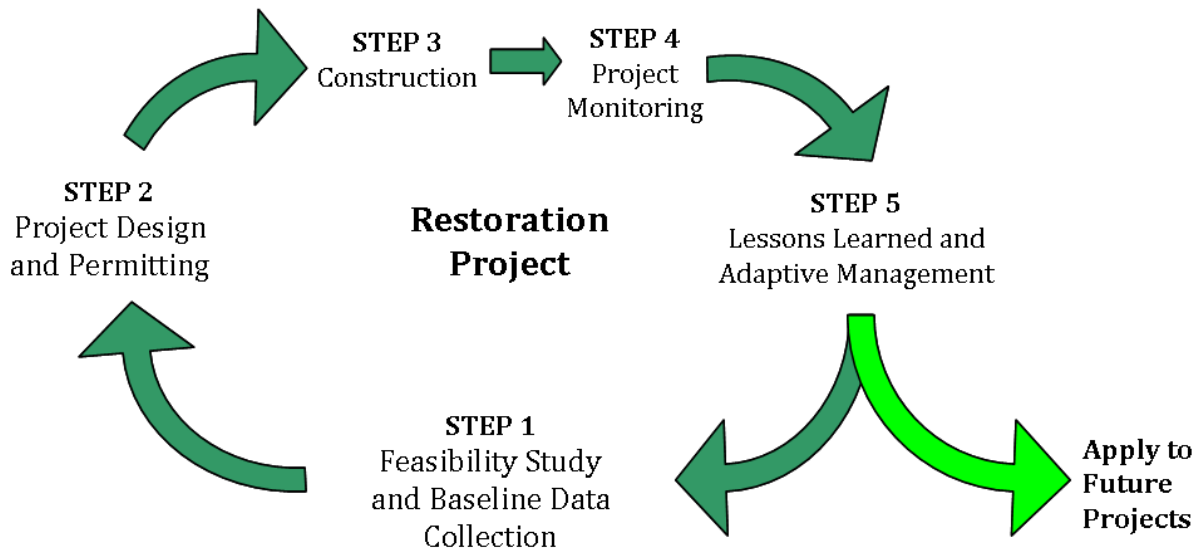 STEP 3
Construction
STEP 4
Project
Monitoring
STEP 2
Project Design
and Permitting
Restoration
Project
STEP 5
Lessons Learned and
Adaptive Management
STEP 1
Feasibility Study
and Baseline Data
Collection
Apply to
Future
Projects